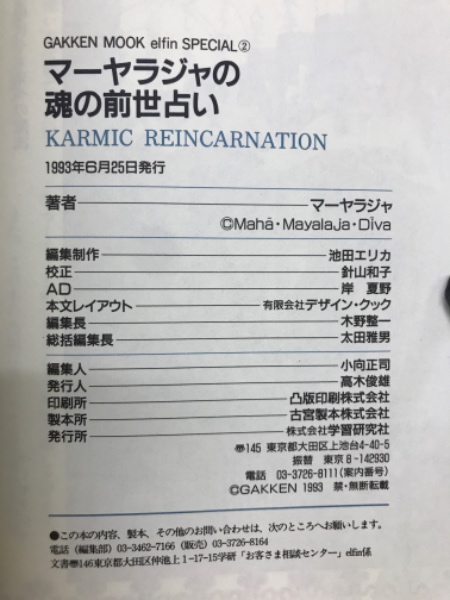 GAKKEN MOOK elfin SPECIAL②
マーヤラジャの
魂の前世占い
KARMIC REINCARNATION
1993年6月25日発行
著者 マーヤラジャ
©Mahā・Mayalaja・Dīva
編集制作 池田エリカ
校正 針山和子
AD 岸 夏野
本文レイアウト 有限会社デザイン・クック
編集長 木野整一
総括編集長 太田雅男
編集人 小向正司
発行人 高木俊雄
印刷所 凸版印刷株式会社
製本所 古宮製本株式会社
発行所 株式会社学習研究社
〠145 東京都大田区上池台4-40-5
振替 東京8-142930
電話 03-3726-8111(案内番号)
©GAKKEN 1993 禁・無断転載
●この本の内容、製本、その他のお問い合わせは、次のところへお願いします。
電話(編集部)03-3462-7166(販売)03-3726-8164
文書〠146東京都大田区仲池上1-17-15学研「お客さま相談センター」elfin係